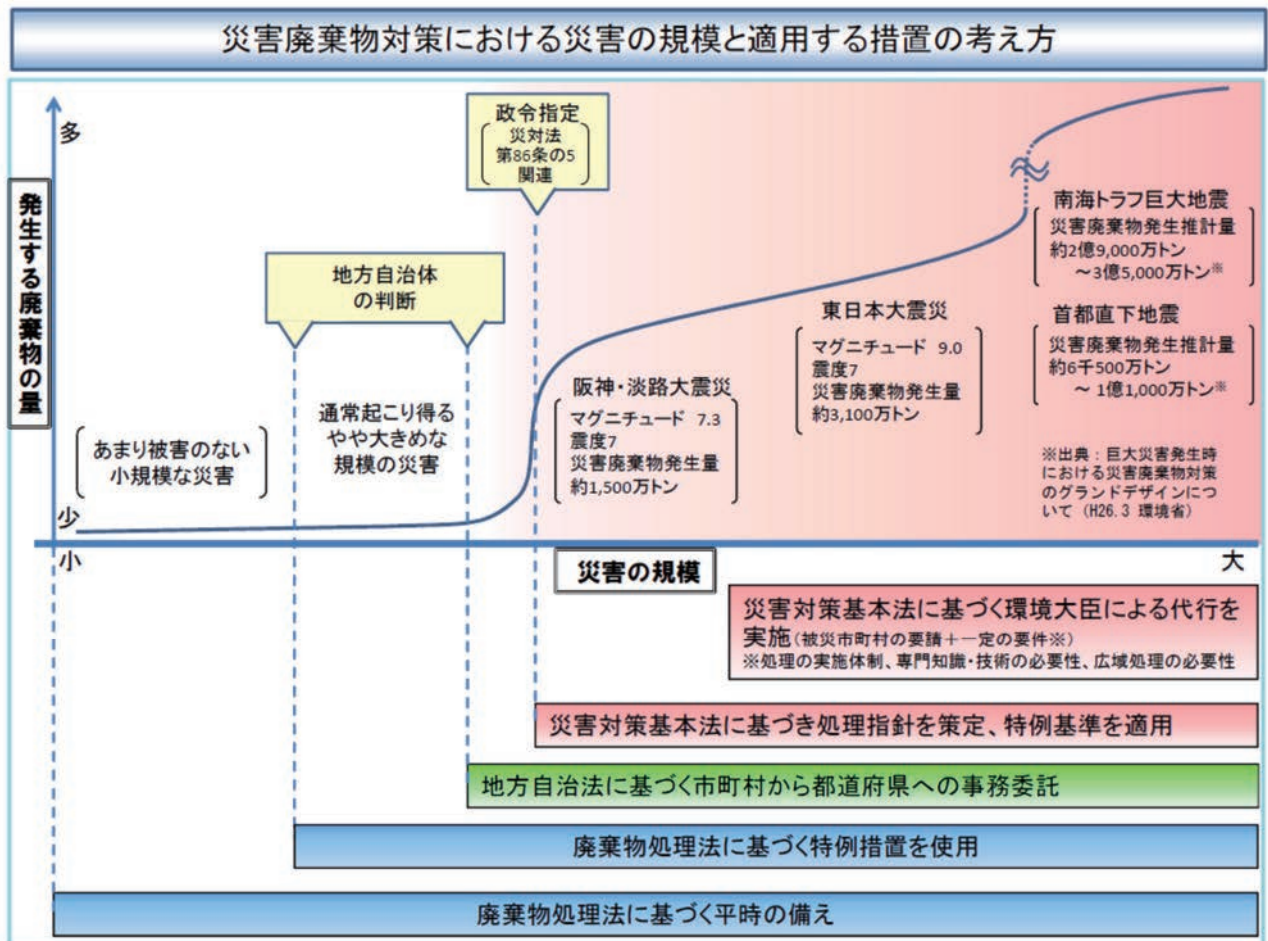 災害廃棄物対策における災害の規模と適用する措置の考え方
多
発生する廃棄物の量
少
政令指定
災対法
第86条の5
関連
地方自治体
の判断
あまり被害のない
小規模な災害
通常起こり得る
やや大きめな
規模の災害
阪神・淡路大震災
マグニチュード 7.3
震度7
災害廃棄物発生量
約1,500万トン
東日本大震災
マグニチュード 9.0
震度7
災害廃棄物発生量
約3,100万トン
南海トラフ巨大地震
災害廃棄物発生推計量
約2億9,000万トン
～3億5,000万トン※
首都直下地震
災害廃棄物発生推計量
約6千500万トン
～ 1億1,000万トン※
※出典：巨大災害発生時
における災害廃棄物対策
のグランドデザインにつ
いて（H26.3 環境省）
小
災害の規模
大
災害対策基本法に基づく環境大臣による代行を
実施(被災市町村の要請＋一定の要件※)
※処理の実施体制、専門知識・技術の必要性、広域処理の必要性
災害対策基本法に基づき処理指針を策定、特例基準を適用
地方自治法に基づく市町村から都道府県への事務委託
廃棄物処理法に基づく特例措置を使用
廃棄物処理法に基づく平時の備え